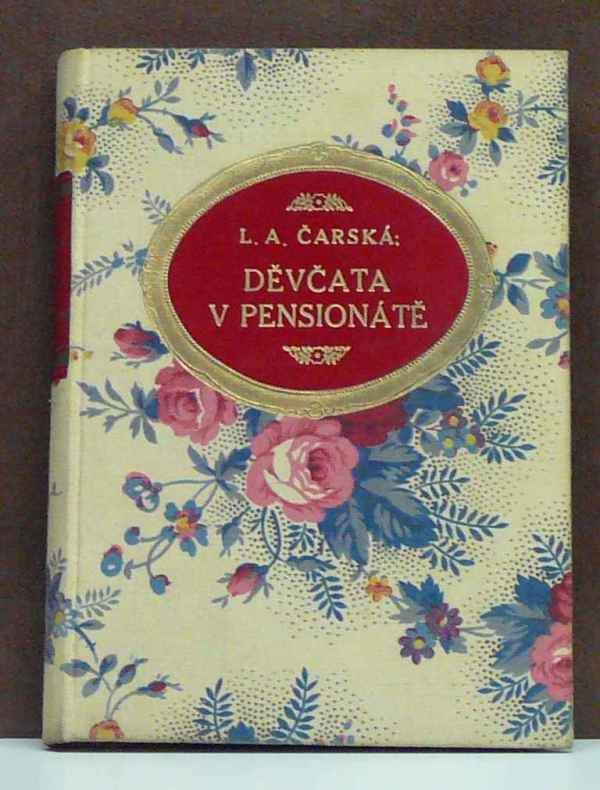 L. A. ČARSKÁ:
DĚVČATA
V PENSIONÁTĚ